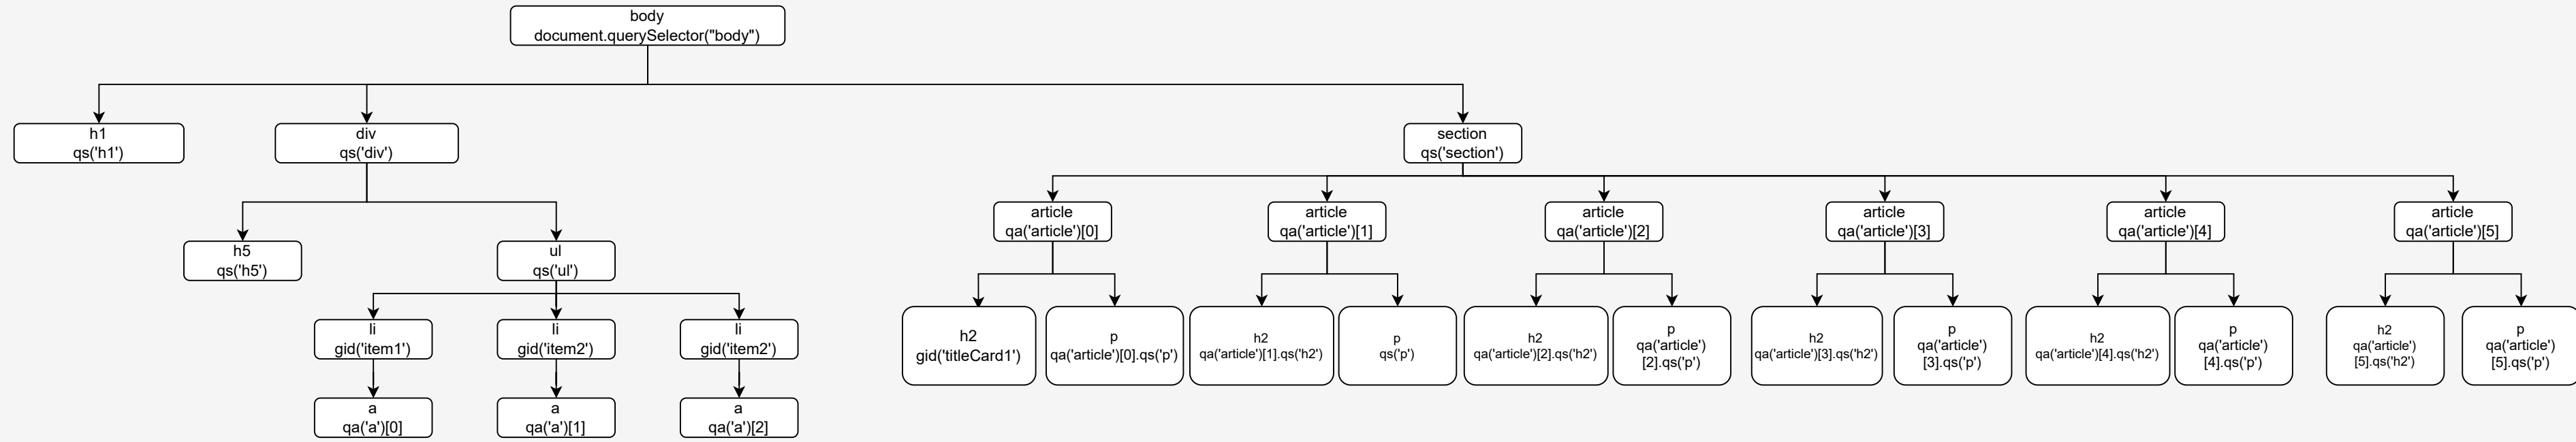 body
document.querySelector("body")
h1
qs('h1')
div
qs('div')
section
qs('section')
article
qa('article')[0]
article
qa('article')[1]
article
qa('article')[2]
article
qa('article')[3]
article
qa('article')[4]
article
qa('article')[5]
h5
qs('h5')
ul
qs('ul')
li
gid('item1')
li
gid('item2')
li
gid('item2')
h2
gid('titleCard1')
p
qa('article')[0].qs('p')
h2
qa('article')[1].qs('h2')
p
qs('p')
h2
qa('article')[2].qs('h2')
p
qa('article')
[2].qs('p')
h2
qa('article')[3].qs('h2')
p
qa('article')
[3].qs('p')
h2
qa('article')[4].qs('h2')
p
qa('article')
[4].qs('p')
h2
qa('article')
[5].qs('h2')
p
qa('article')
[5].qs('p')
a
qa('a')[0]
a
qa('a')[1]
a
qa('a')[2]